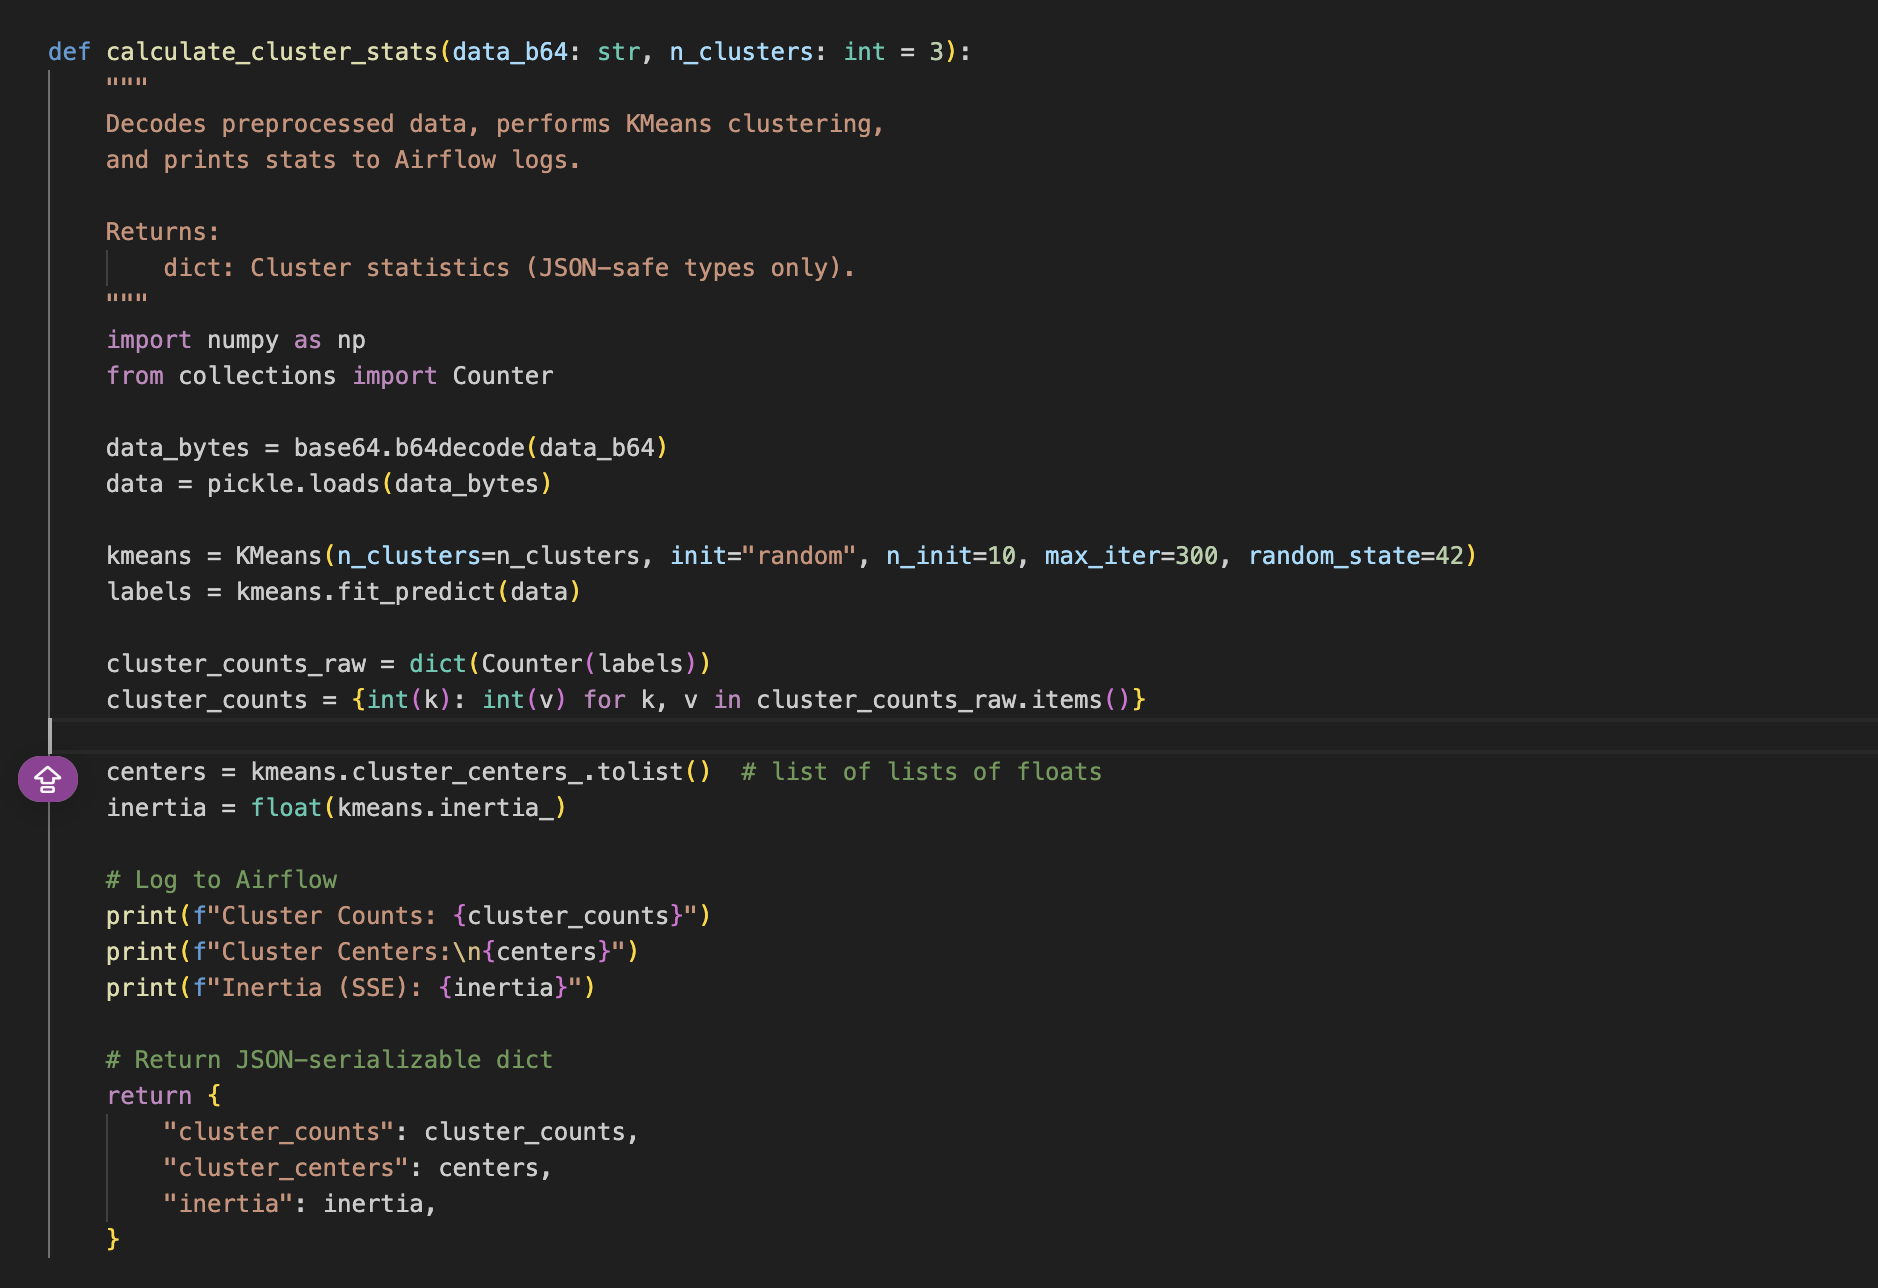 def calculate_cluster_stats(data_b64: str, n_clusters: int = 3):
    """
    Decodes preprocessed data, performs KMeans clustering,
    and prints stats to Airflow logs.

    Returns:
        dict: Cluster statistics (JSON-safe types only).
    """
    import numpy as np
    from collections import Counter

    data_bytes = base64.b64decode(data_b64)
    data = pickle.loads(data_bytes)

    kmeans = KMeans(n_clusters=n_clusters, init="random", n_init=10, max_iter=300, random_state=42)
    labels = kmeans.fit_predict(data)

    cluster_counts_raw = dict(Counter(labels))
    cluster_counts = {int(k): int(v) for k, v in cluster_counts_raw.items()}

    centers = kmeans.cluster_centers_.tolist()  # list of lists of floats
    inertia = float(kmeans.inertia_)

    # Log to Airflow
    print(f"Cluster Counts: {cluster_counts}")
    print(f"Cluster Centers:\n{centers}")
    print(f"Inertia (SSE): {inertia}")

    # Return JSON-serializable dict
    return {
        "cluster_counts": cluster_counts,
        "cluster_centers": centers,
        "inertia": inertia,
    }